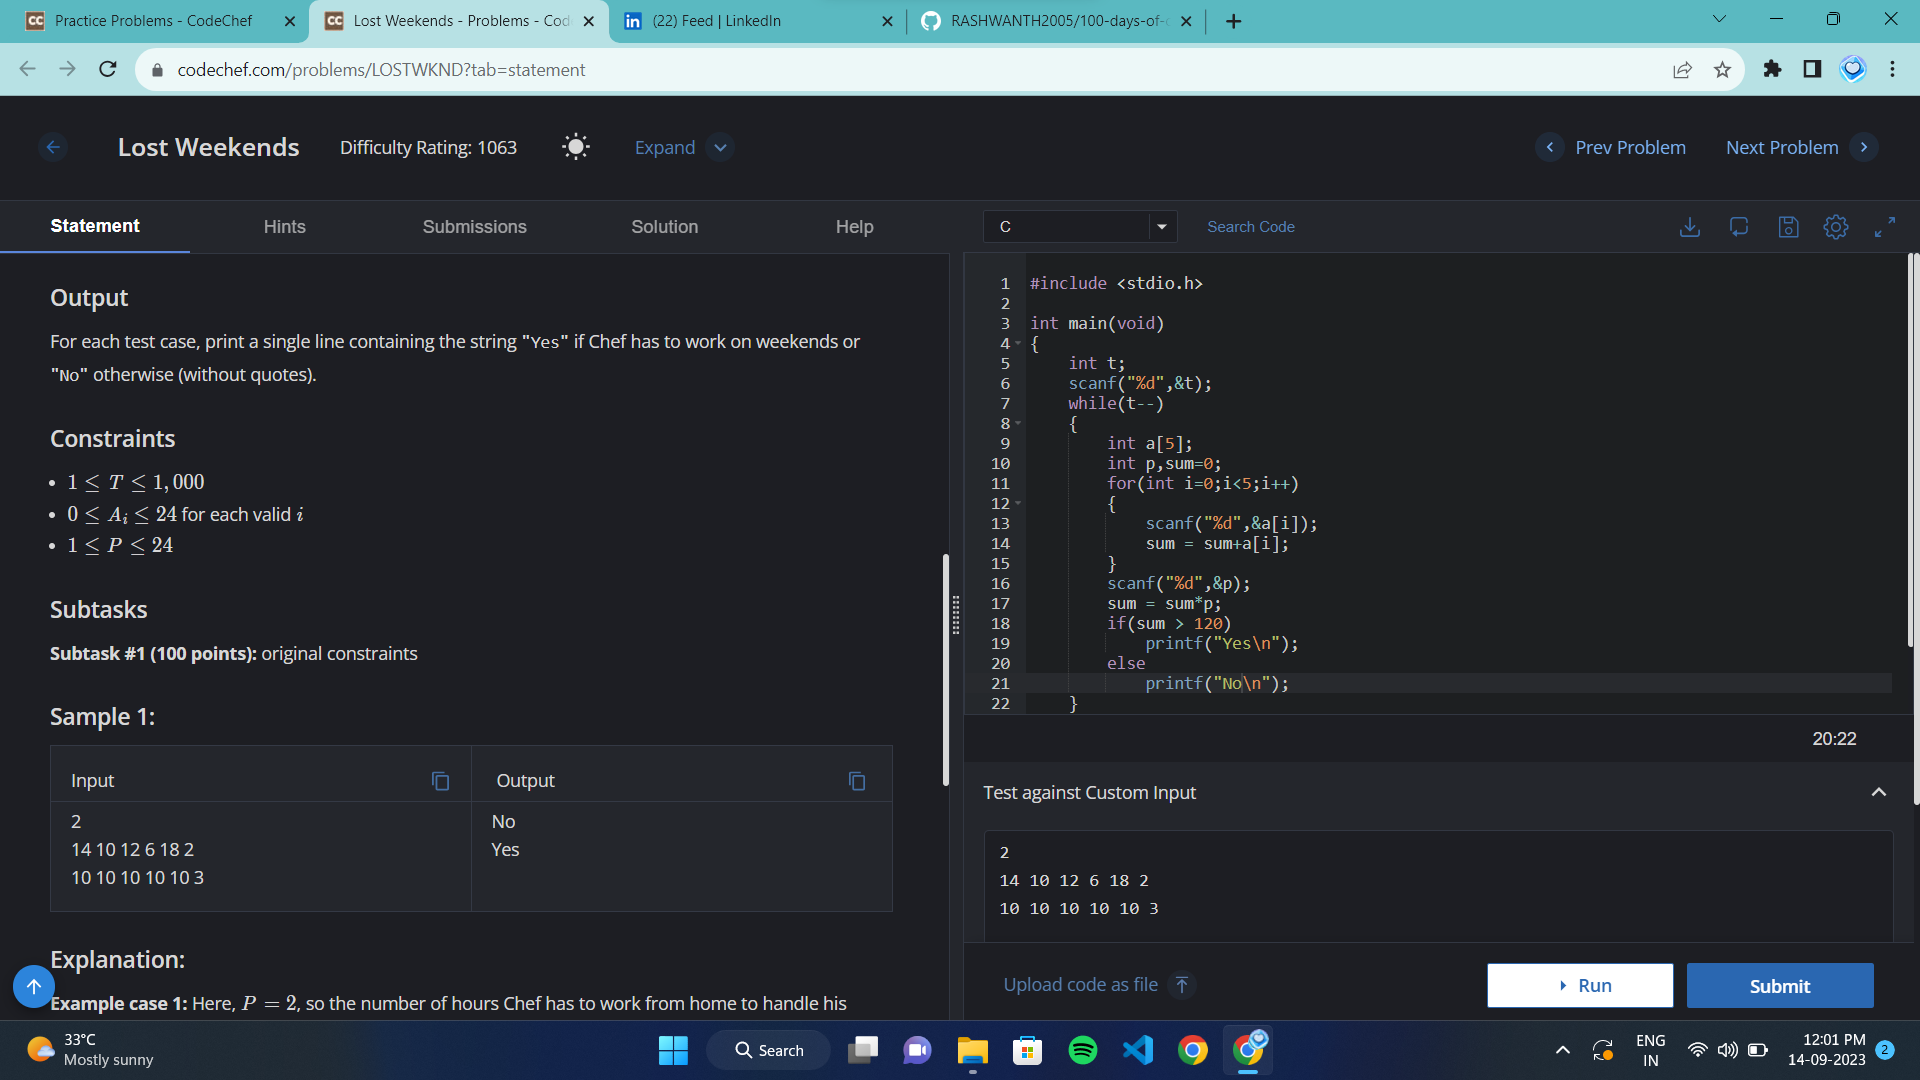 Practice Problems - CodeChef
Lost Weekends - Problems - Cod
(22) Feed | LinkedIn
RASHWANTH2005/100-days-of-c
codechef.com/problems/LOSTWKND?tab=statement
Lost Weekends
Difficulty Rating: 1063
Expand
Prev Problem
Next Problem
Statement
Hints
Submissions
Solution
Help
C
Search Code
Output
For each test case, print a single line containing the string "Yes" if Chef has to work on weekends or
"No" otherwise (without quotes).
Constraints
• 1 ≤ T ≤ 1,000
• 0 ≤ Ai ≤ 24 for each valid i
• 1 ≤ P ≤ 24
Subtasks
Subtask #1 (100 points): original constraints
Sample 1:
Input
Output
2
14 10 12 6 18 2
10 10 10 10 10 3
No
Yes
Explanation:
Example case 1: Here, P = 2, so the number of hours Chef has to work from home to handle his
1 #include <stdio.h>
2
3 int main(void)
4 {
5 int t;
6 scanf("%d",&t);
7 while(t--)
8 {
9 int a[5];
10 int p,sum=0;
11 for(int i=0;i<5;i++)
12 {
13 scanf("%d",&a[i]);
14 sum = sum+a[i];
15 }
16 scanf("%d",&p);
17 sum = sum*p;
18 if(sum > 120)
19 printf("Yes\n");
20 else
21 printf("No\n");
22 }
20:22
Test against Custom Input
2
14 10 12 6 18 2
10 10 10 10 10 3
Upload code as file
Run
Submit
33°C
Mostly sunny
Search
ENG
IN
12:01 PM
14-09-2023
2